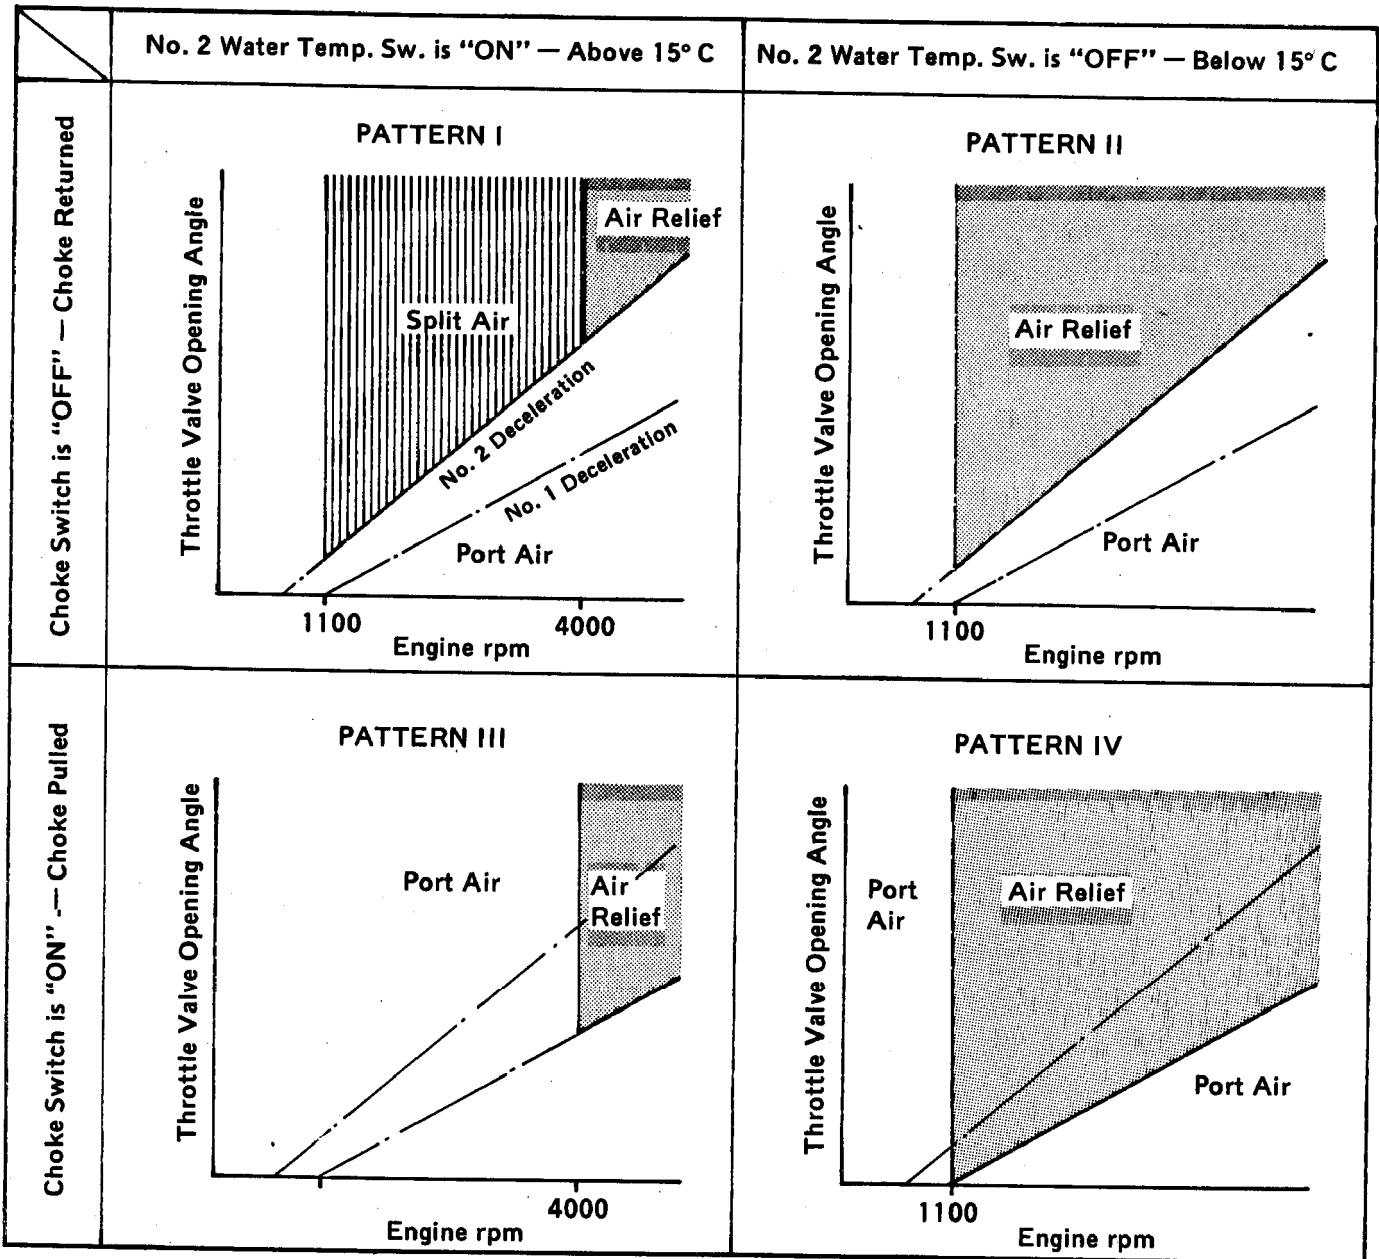 No. 2 Water Temp. Sw. is “ON” — Above 15° C
No. 2 Water Temp. Sw. is “OFF” — Below 15° C
Choke Switch is “OFF” — Choke Returned
PATTERN I
Throttle Valve Opening Angle
Air Relief
Split Air
No. 2 Deceleration
No. 1 Deceleration
Port Air
1100
4000
Engine rpm
PATTERN II
Throttle Valve Opening Angle
Air Relief
Port Air
1100
Engine rpm
Choke Switch is “ON” — Choke Pulled
PATTERN III
Throttle Valve Opening Angle
Port Air
Air
Relief
4000
Engine rpm
PATTERN IV
Throttle Valve Opening Angle
Port
Air
Air Relief
Port Air
1100
Engine rpm